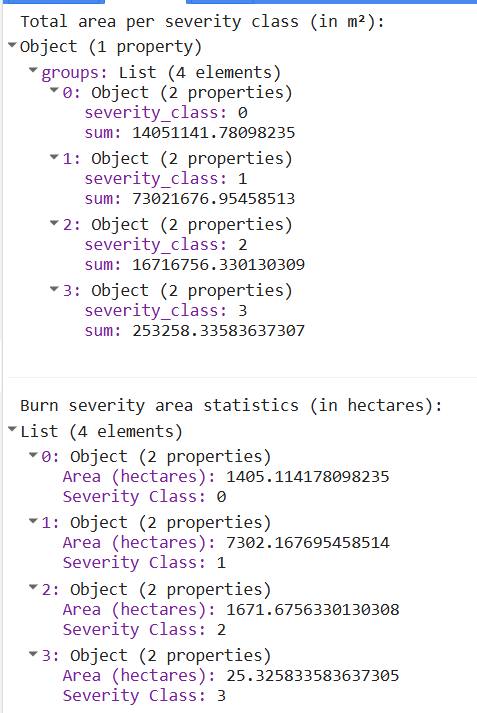 Total area per severity class (in m²):
Object (1 property)
groups: List (4 elements)
0: Object (2 properties)
severity_class: 0
sum: 14051141.78098235
1: Object (2 properties)
severity_class: 1
sum: 73021676.95458513
2: Object (2 properties)
severity_class: 2
sum: 16716756.330130309
3: Object (2 properties)
severity_class: 3
sum: 253258.33583637307
Burn severity area statistics (in hectares):
List (4 elements)
0: Object (2 properties)
Area (hectares): 1405.114178098235
Severity Class: 0
1: Object (2 properties)
Area (hectares): 7302.167695458514
Severity Class: 1
2: Object (2 properties)
Area (hectares): 1671.6756330130308
Severity Class: 2
3: Object (2 properties)
Area (hectares): 25.325833583637305
Severity Class: 3